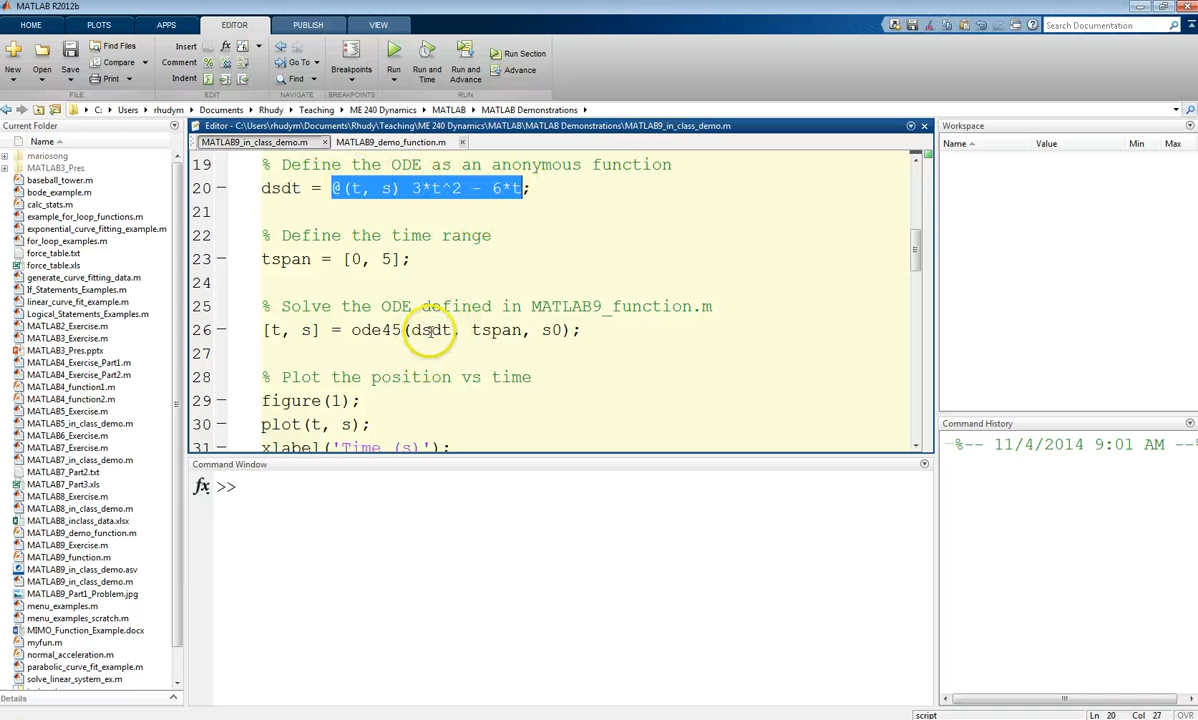 MATLAB R2012b
HOME PLOTS APPS EDITOR PUBLISH VIEW
Search Documentation
New Open Save Find Files Compare Print
Insert Comment Indent
Go To Find
Breakpoints Run Run and Time Run and Advance Run Section Advance
FILE EDIT NAVIGATE BREAKPOINTS RUN
C: Users rhudym Documents Rhudy Teaching ME 240 Dynamics MATLAB MATLAB Demonstrations
Current Folder
Name
mariosong
MATLAB3_Pres
baseball_tower.m
bode_example.m
calc_stats.m
example_for_loop_functions.m
exponential_curve_fitting_example.m
for_loop_examples.m
force_table.txt
force_table.xls
generate_curve_fitting_data.m
If_Statements_Examples.m
linear_curve_fit_example.m
Logical_Statements_Examples.m
MATLAB2_Exercise.m
MATLAB3_Exercise.m
MATLAB3_Pres.pptx
MATLAB4_Exercise_Part1.m
MATLAB4_Exercise_Part2.m
MATLAB4_function1.m
MATLAB4_function2.m
MATLAB5_Exercise.m
MATLAB5_in_class_demo.m
MATLAB6_Exercise.m
MATLAB7_Exercise.m
MATLAB7_in_class_demo.m
MATLAB7_Part2.txt
MATLAB7_Part3.xls
MATLAB8_Exercise.m
MATLAB8_in_class_demo.m
MATLAB8_inclass_data.xlsx
MATLAB9_demo_function.m
MATLAB9_Exercise.m
MATLAB9_function.m
MATLAB9_in_class_demo.asv
MATLAB9_in_class_demo.m
MATLAB9_Part1_Problem.jpg
menu_examples.m
menu_examples_scratch.m
MIMO_Function_Example.docx
myfun.m
normal_acceleration.m
parabolic_curve_fit_example.m
solve_linear_system_ex.m
Details
Editor - C:\Users\rhudym\Documents\Rhudy\Teaching\ME 240 Dynamics\MATLAB\MATLAB Demonstrations\MATLAB9_in_class_demo.m
MATLAB9_in_class_demo.m × MATLAB9_demo_function.m ×
19 % Define the ODE as an anonymous function
20 – dsdt = @(t, s) 3*t^2 - 6*t;
21
22 % Define the time range
23 – tspan = [0, 5];
24
25 % Solve the ODE defined in MATLAB9_function.m
26 – [t, s] = ode45(dsdt, tspan, s0);
27
28 % Plot the position vs time
29 – figure(1);
30 – plot(t, s);
31 – xlabel('Time (s)');
Command Window
fx >>
Workspace
Name Value Min Max
Command History
%-- 11/4/2014 9:01 AM --%
script Ln 20 Col 27 OVR